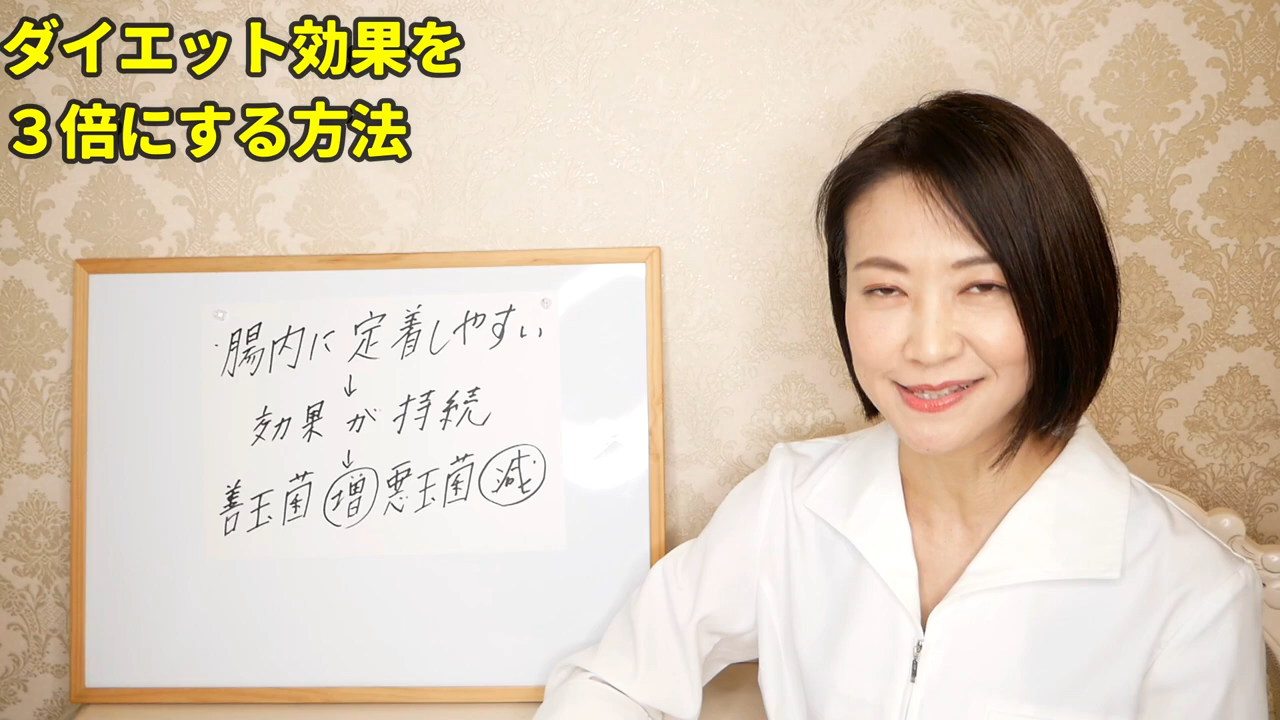 ダイエット効果を
３倍にする方法
腸内に定着しやすい
↓
効果が持続
↓
善玉菌増悪玉菌減